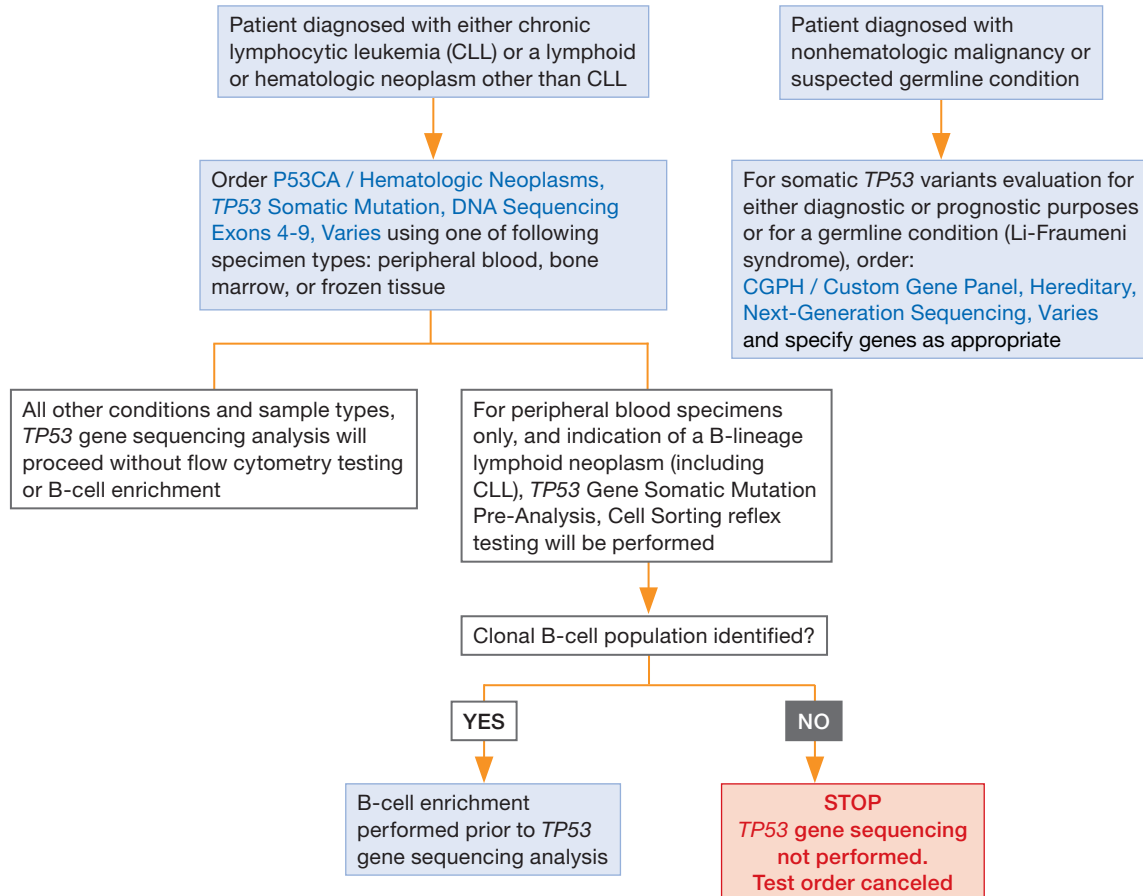 Patient diagnosed with either chronic
lymphocytic leukemia (CLL) or a lymphoid
or hematologic neoplasm other than CLL
Patient diagnosed with
nonhematologic malignancy or
suspected germline condition
Order P53CA / Hematologic Neoplasms,
TP53 Somatic Mutation, DNA Sequencing
Exons 4-9, Varies using one of following
specimen types: peripheral blood, bone
marrow, or frozen tissue
For somatic TP53 variants evaluation for
either diagnostic or prognostic purposes
or for a germline condition (Li-Fraumeni
syndrome), order:
CGPH / Custom Gene Panel, Hereditary,
Next-Generation Sequencing, Varies
and specify genes as appropriate
All other conditions and sample types,
TP53 gene sequencing analysis will
proceed without flow cytometry testing
or B-cell enrichment
For peripheral blood specimens
only, and indication of a B-lineage
lymphoid neoplasm (including
CLL), TP53 Gene Somatic Mutation
Pre-Analysis, Cell Sorting reflex
testing will be performed
Clonal B-cell population identified?
YES
NO
B-cell enrichment
performed prior to TP53
gene sequencing analysis
STOP
TP53 gene sequencing
not performed.
Test order canceled